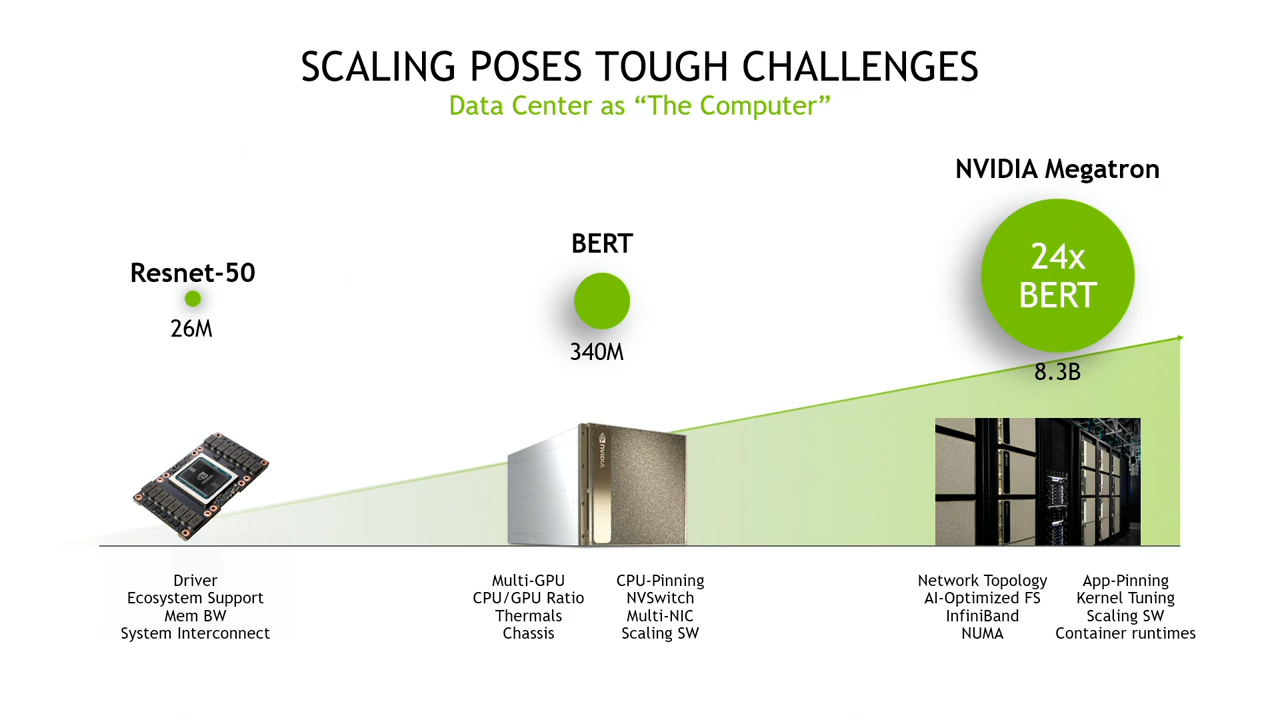 SCALING POSES TOUGH CHALLENGES
Data Center as “The Computer”
Resnet-50
26M
BERT
340M
NVIDIA Megatron
24x
BERT
8.3B
NVIDIA
Driver
Ecosystem Support
Mem BW
System Interconnect
Multi-GPU
CPU/GPU Ratio
Thermals
Chassis
CPU-Pinning
NVSwitch
Multi-NIC
Scaling SW
Network Topology
AI-Optimized FS
InfiniBand
NUMA
App-Pinning
Kernel Tuning
Scaling SW
Container runtimes